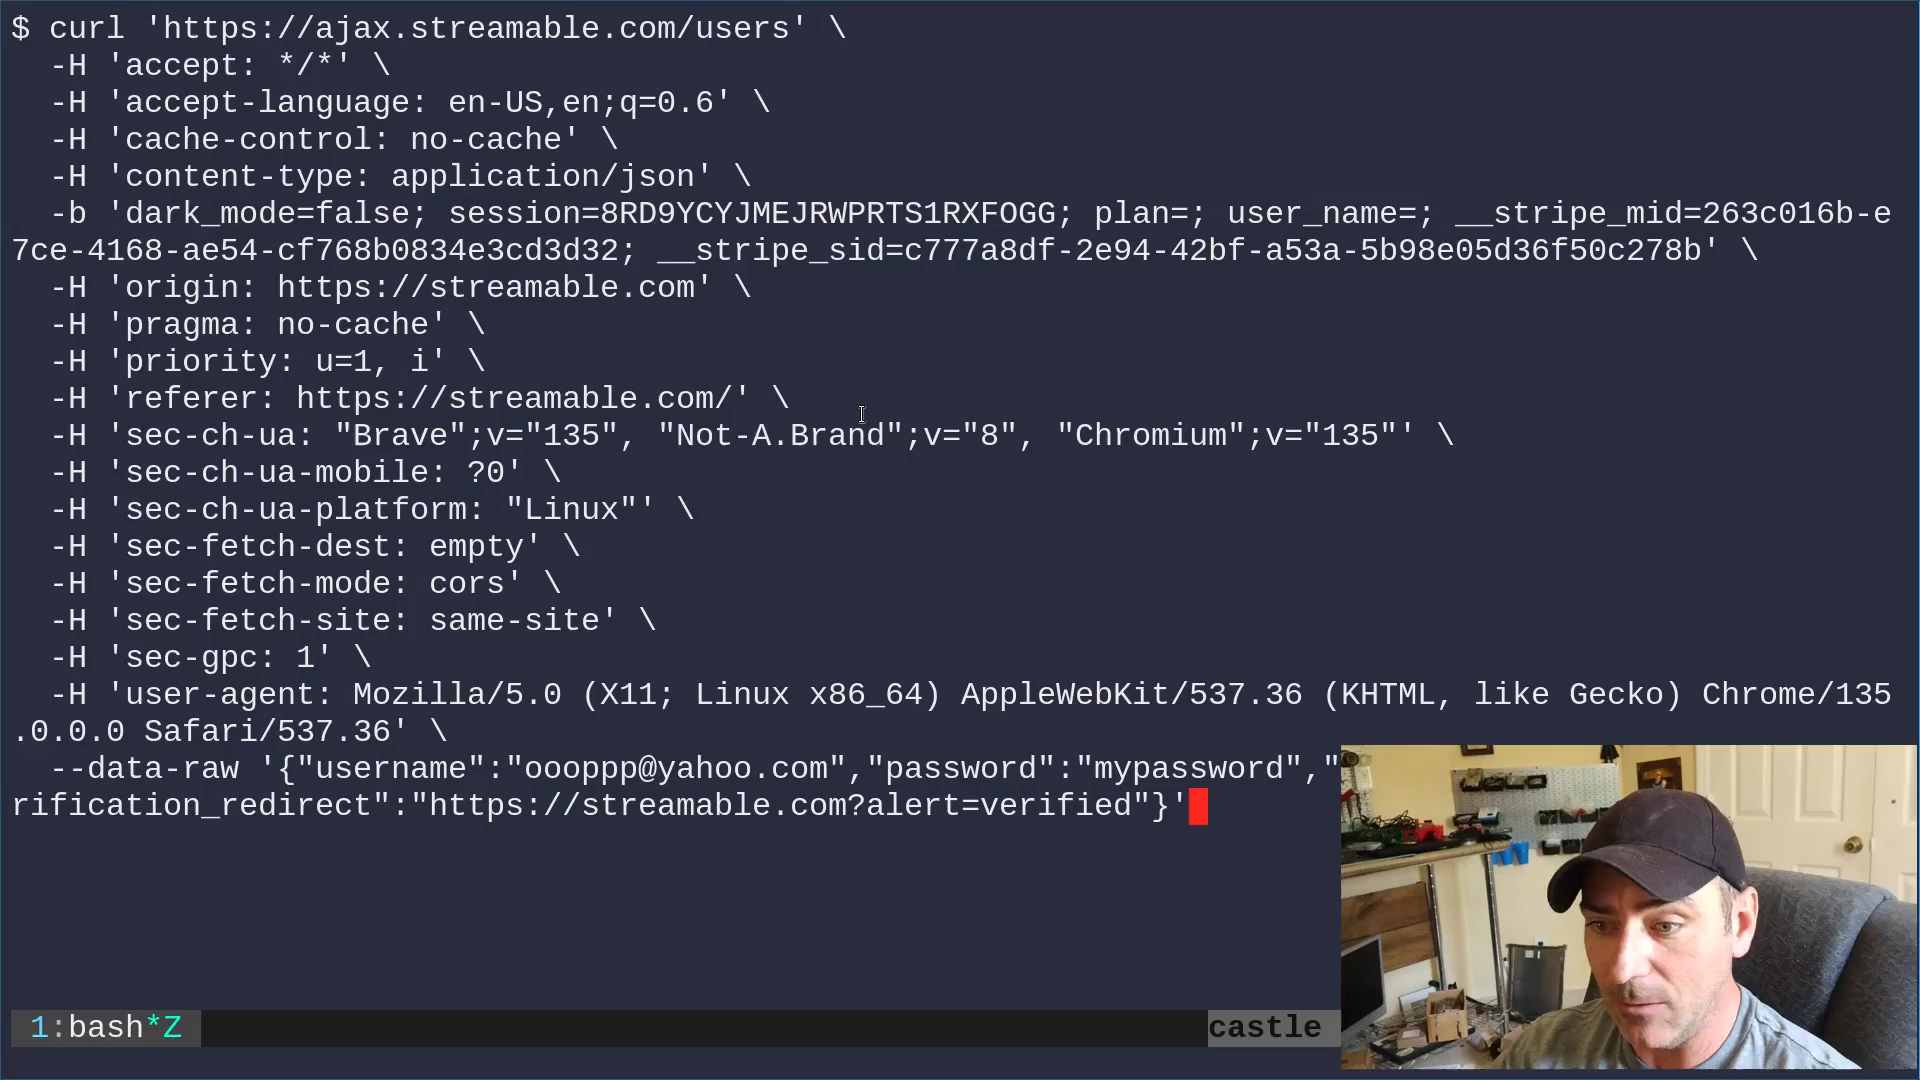 $ curl 'https://ajax.streamable.com/users' \
-H 'accept: */*' \
-H 'accept-language: en-US,en;q=0.6' \
-H 'cache-control: no-cache' \
-H 'content-type: application/json' \
-b 'dark_mode=false; session=8RD9YCYJMEJRWPRTS1RXFOGG; plan=; user_name=; __stripe_mid=263c016b-e
7ce-4168-ae54-cf768b0834e3cd3d32; __stripe_sid=c777a8df-2e94-42bf-a53a-5b98e05d36f50c278b' \
-H 'origin: https://streamable.com' \
-H 'pragma: no-cache' \
-H 'priority: u=1, i' \
-H 'referer: https://streamable.com/' \
-H 'sec-ch-ua: "Brave";v="135", "Not-A.Brand";v="8", "Chromium";v="135"' \
-H 'sec-ch-ua-mobile: ?0' \
-H 'sec-ch-ua-platform: "Linux"' \
-H 'sec-fetch-dest: empty' \
-H 'sec-fetch-mode: cors' \
-H 'sec-fetch-site: same-site' \
-H 'sec-gpc: 1' \
-H 'user-agent: Mozilla/5.0 (X11; Linux x86_64) AppleWebKit/537.36 (KHTML, like Gecko) Chrome/135
.0.0.0 Safari/537.36' \
--data-raw '{"username":"oooppp@yahoo.com","password":"mypassword","
rification_redirect":"https://streamable.com?alert=verified"}'
1:bash*Z castle